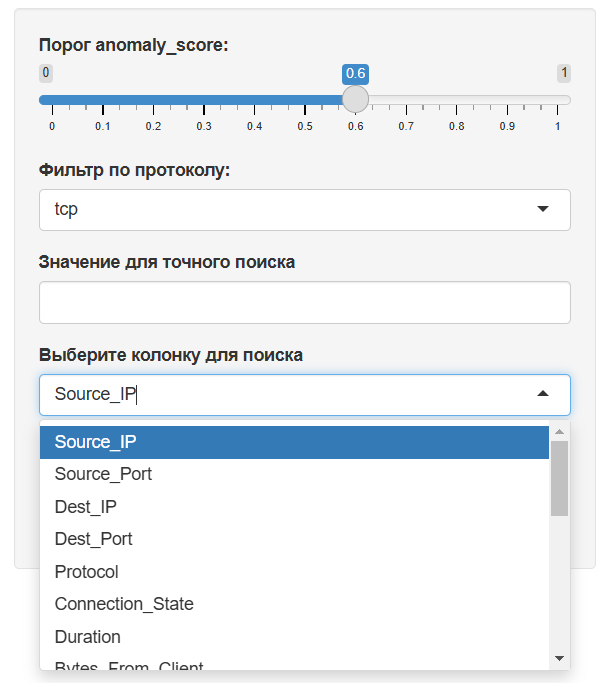 Порог anomaly_score:
0 0.6 1
0 0.1 0.2 0.3 0.4 0.5 0.6 0.7 0.8 0.9 1
Фильтр по протоколу:
tcp
Значение для точного поиска
Выберите колонку для поиска
Source_IP
Source_IP
Source_Port
Dest_IP
Dest_Port
Protocol
Connection_State
Duration
Bytes_From_Client